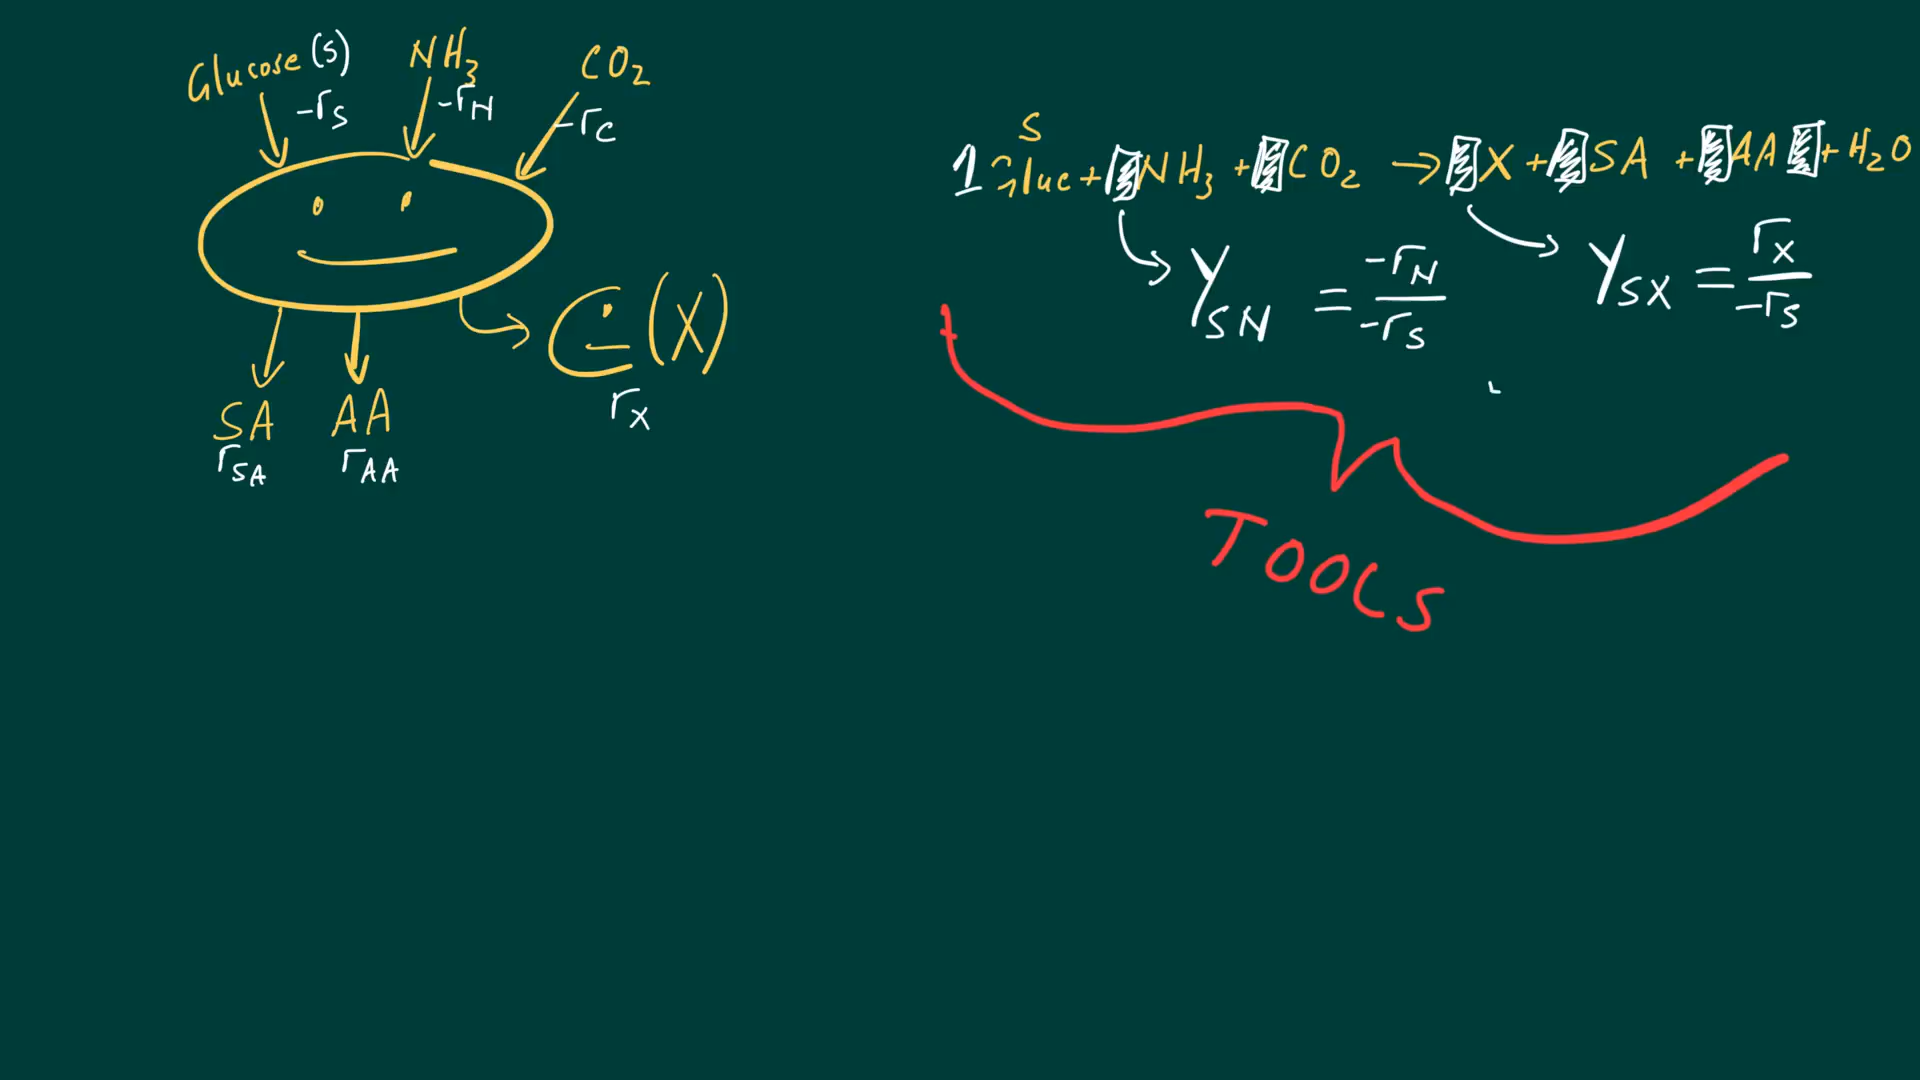 Glucose (S) NH₃ CO₂
-rS -rN -rC
(X)
rX
SA AA
rSA rAA
S
1 Gluc + NH₃ + CO₂ → X + SA + AA + H₂O
YSN = -rN / -rS
YSX = rX / -rS
TOOLS